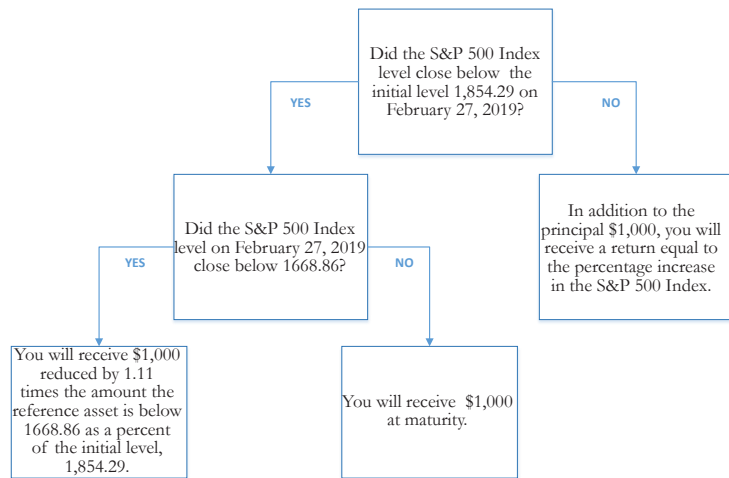 Did the S&P 500 Index
level close below the
initial level 1,854.29 on
February 27, 2019?
YES
NO
Did the S&P 500 Index
level on February 27, 2019
close below 1668.86?
In addition to the
principal $1,000, you will
receive a return equal to
the percentage increase
in the S&P 500 Index.
YES
NO
You will receive $1,000
reduced by 1.11
times the amount the
reference asset is below
1668.86 as a percent
of the initial level,
1,854.29.
You will receive $1,000
at maturity.